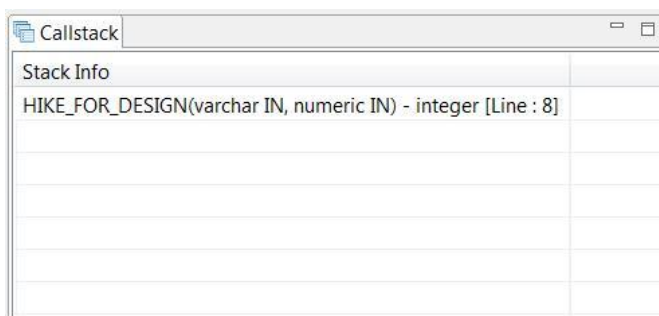 Callstack
Stack Info
HIKE_FOR_DESIGN(varchar IN, numeric IN) - integer [Line : 8]